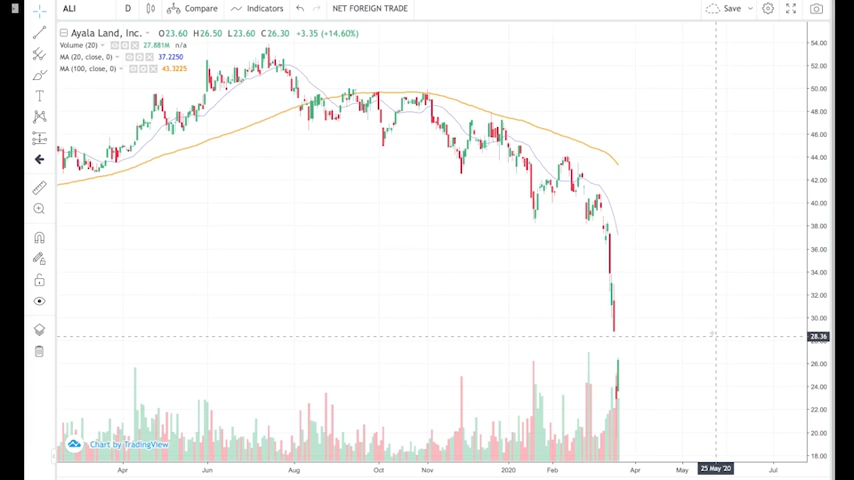 ALI D Compare Indicators NET FOREIGN TRADE Save
Ayala Land, Inc. O23.60 H26.50 L23.60 C26.30 +3.35 (+14.60%)
Volume (20) 27.881M n/a
MA (20, close, 0) 37.2250
MA (100, close, 0) 43.3225
54.00
52.00
50.00
48.00
46.00
44.00
42.00
40.00
38.00
36.00
34.00
32.00
30.00
28.36
26.00
24.00
22.00
20.00
18.00
Chart by TradingView
Apr Jun Aug Oct Nov 2020 Feb Apr May 25 May '20 Jul